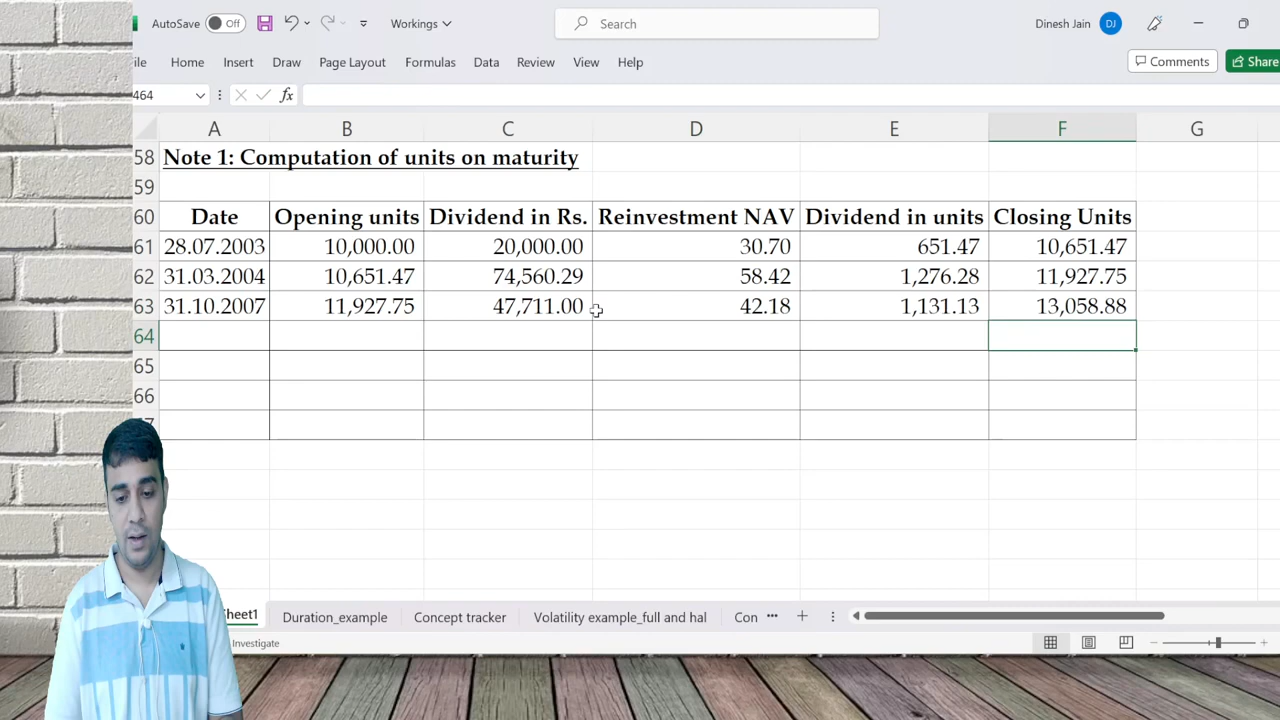 AutoSave Off Workings Search Dinesh Jain DJ
ile Home Insert Draw Page Layout Formulas Data Review View Help Comments Share
464 fx
A B C D E F G
58 Note 1: Computation of units on maturity
59
60 Date Opening units Dividend in Rs. Reinvestment NAV Dividend in units Closing Units
61 28.07.2003 10,000.00 20,000.00 30.70 651.47 10,651.47
62 31.03.2004 10,651.47 74,560.29 58.42 1,276.28 11,927.75
63 31.10.2007 11,927.75 47,711.00 42.18 1,131.13 13,058.88
64
65
66
heet1 Duration_example Concept tracker Volatility example_full and hal Con ...
Investigate